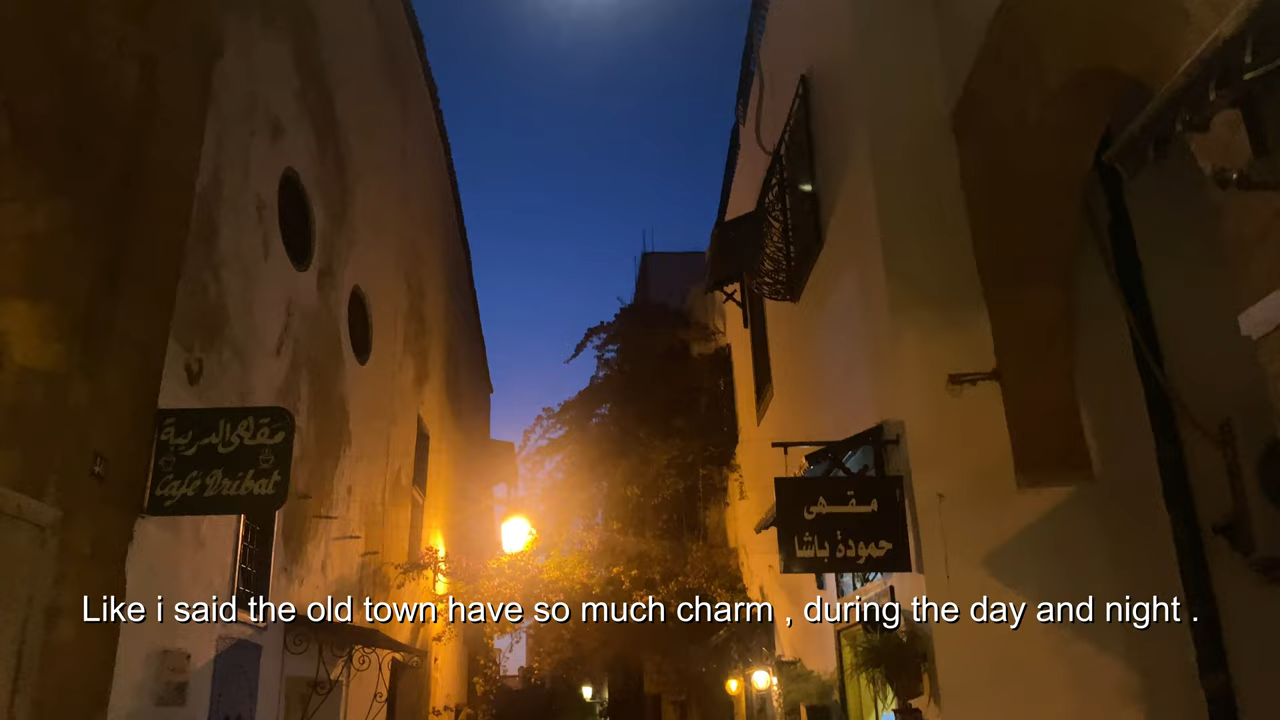 مقهى الدريبة
Café Dribat
مقهى
حمودة باشا
Like i said the old town have so much charm , during the day and night .